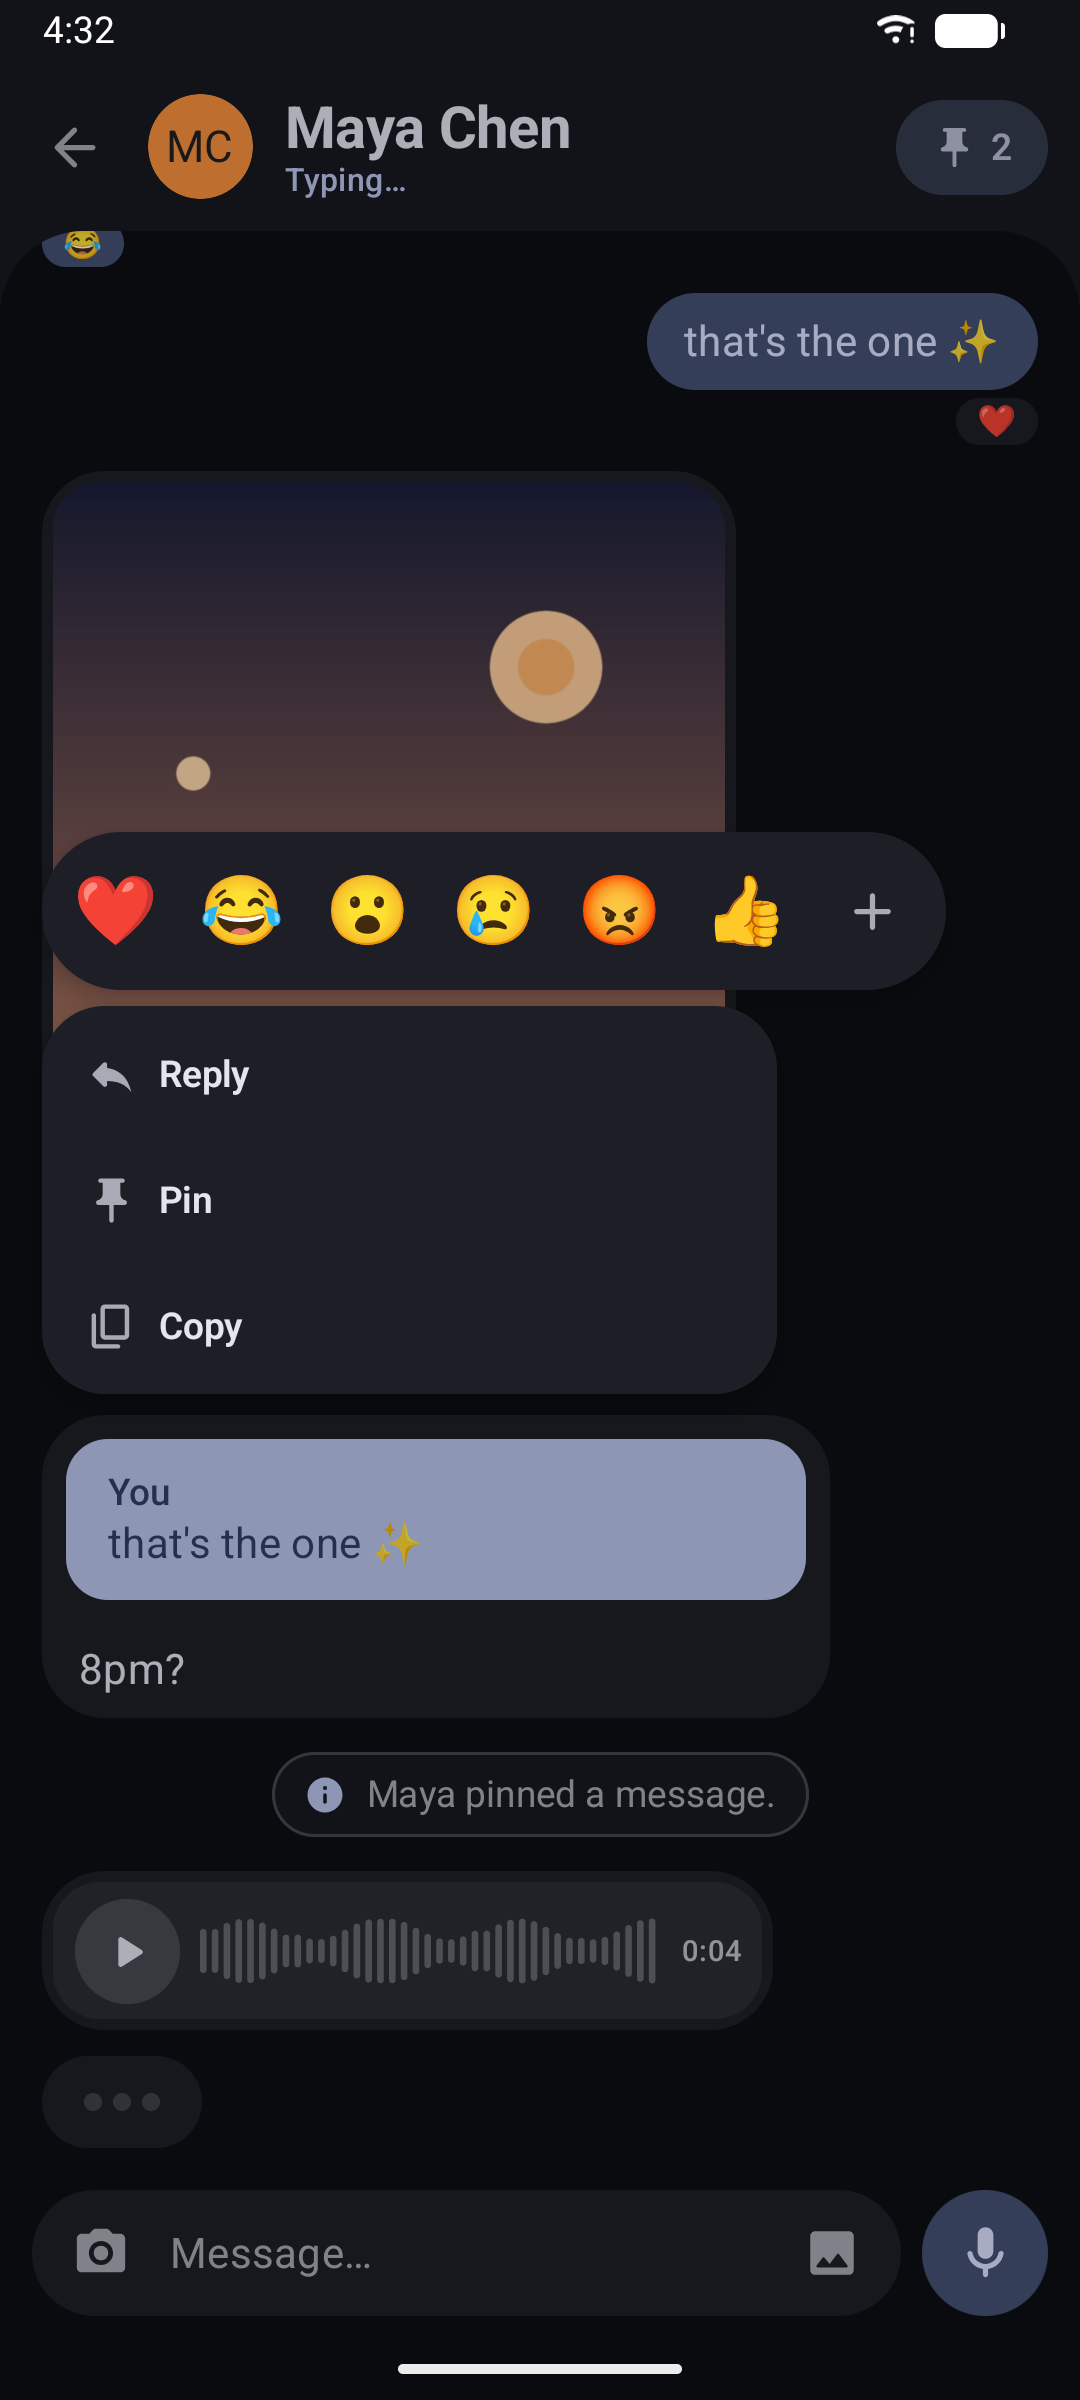 4:32
MC
Maya Chen
Typing…
2
😂
that's the one ✨
❤️
❤️ 😂 😮 😢 😡 👍 +
Reply
Pin
Copy
You
that's the one ✨
8pm?
Maya pinned a message.
0:04
Message…